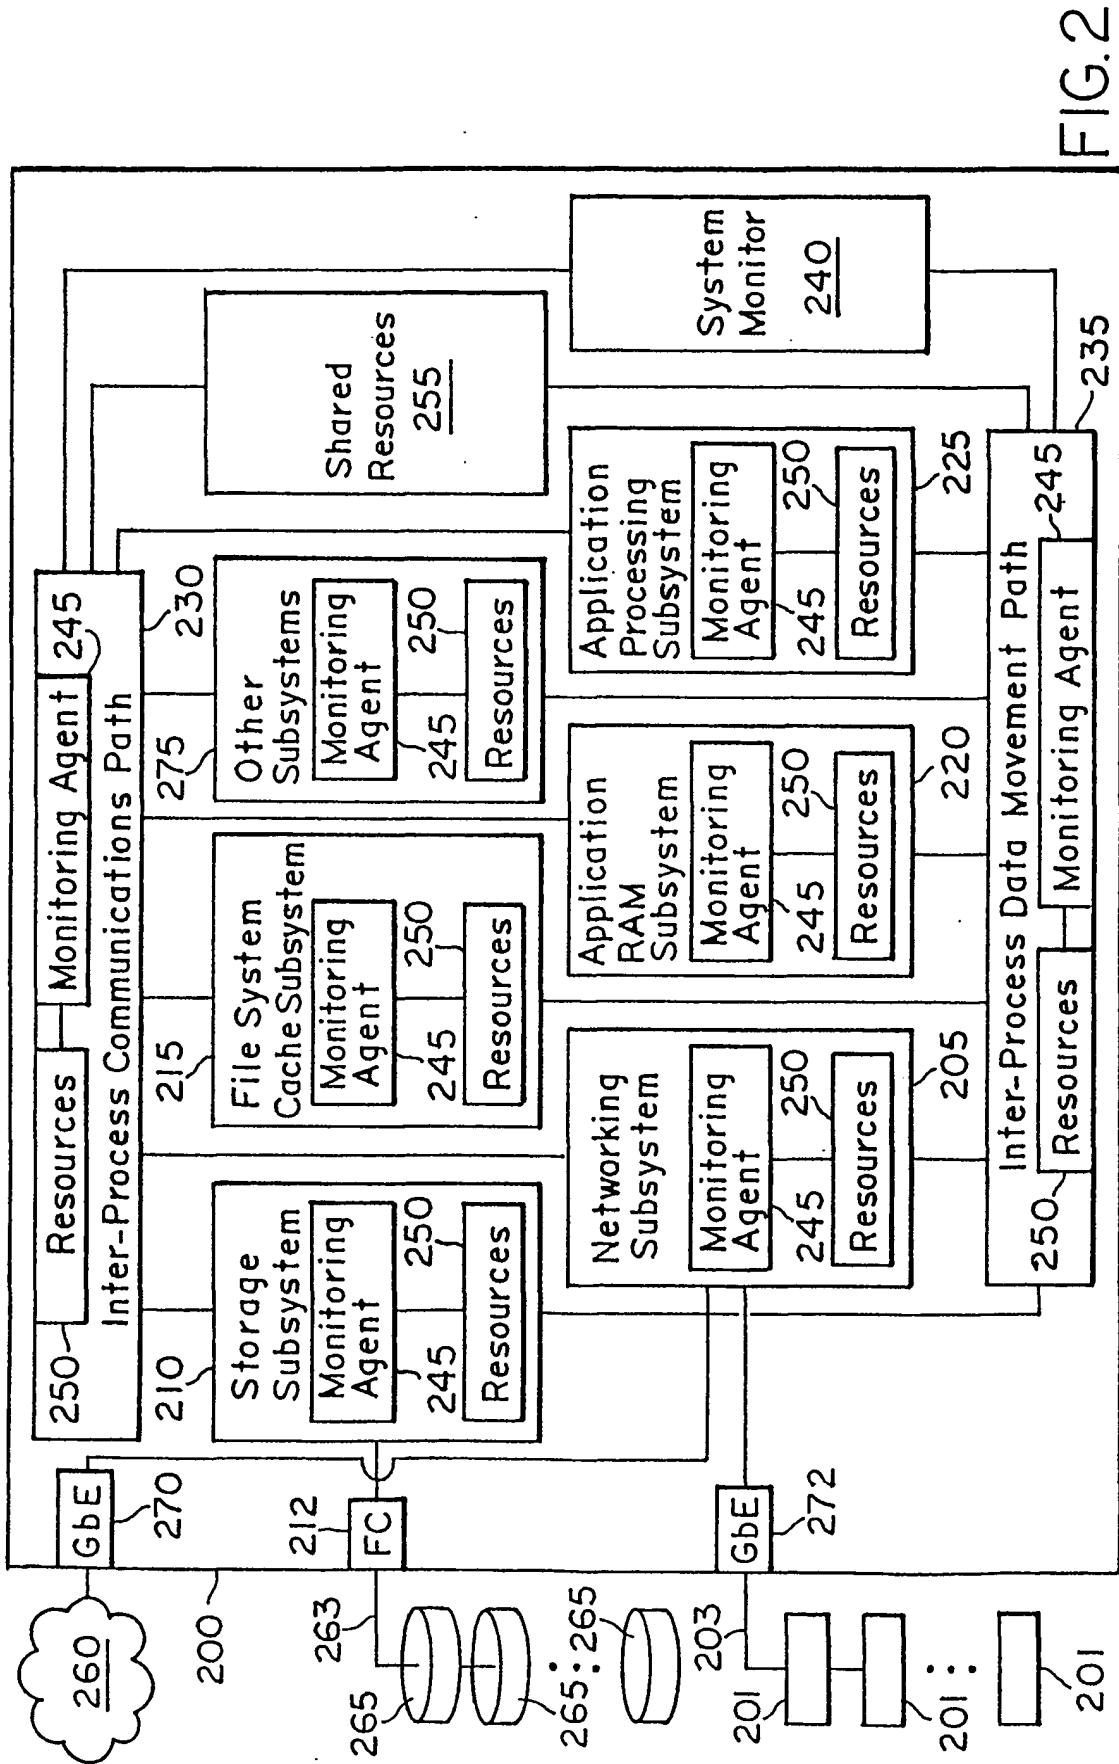 260
GbE
270
200
FC
212
263
265
265
265
GbE
272
203
201
201
201
250
Resources
Monitoring Agent
245
Inter-Process Communications Path
230
210
Storage
Subsystem
Monitoring
Agent
245
250
Resources
215
File System
Cache Subsystem
Monitoring
Agent
245
250
Resources
275
Other
Subsystems
Monitoring
Agent
245
250
Resources
Shared
Resources
255
Networking
Subsystem
Monitoring
Agent
245
250
Resources
205
Application
RAM
Subsystem
Monitoring
Agent
245
250
Resources
220
Application
Processing
Subsystem
Monitoring
Agent
245
250
Resources
225
System
Monitor
240
Inter-Process Data Movement Path
235
250
Resources
Monitoring Agent
245
FIG.2